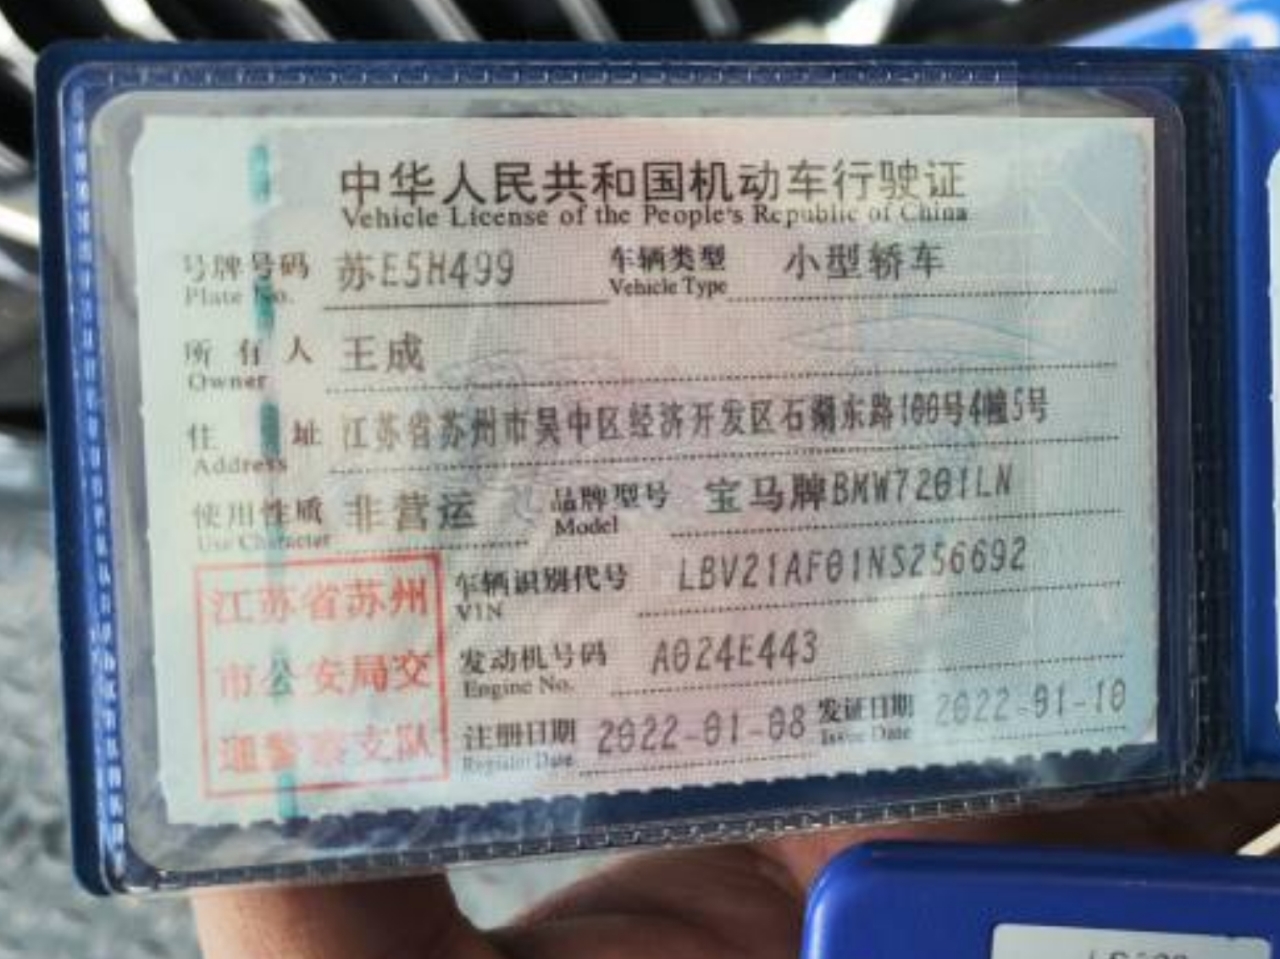 中华人民共和国机动车行驶证
Vehicle License of the People's Republic of China
号牌号码 苏E5H499 车辆类型 小型轿车
Plate No. Vehicle Type
所有人 王成
Owner
住址 江苏省苏州市吴中区经济开发区石湖东路100号4幢5号
Address
使用性质 非营运 品牌型号 宝马牌BMW7201LN
Use Character Model
江苏省苏州
市公安局交
通警察支队
车辆识别代号 LBV21AF01NS256692
VIN
发动机号码 A024E443
Engine No.
注册日期 2022-01-08 发证日期 2022-01-10
Register Date Issue Date